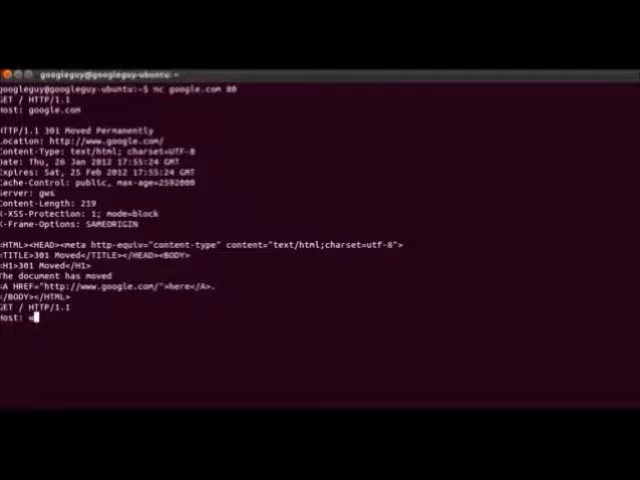 googleguy@googleguy-ubuntu: ~
googleguy@googleguy-ubuntu:~$ nc google.com 80
GET / HTTP/1.1
Host: google.com
HTTP/1.1 301 Moved Permanently
Location: http://www.google.com/
Content-Type: text/html; charset=UTF-8
Date: Thu, 26 Jan 2012 17:55:24 GMT
Expires: Sat, 25 Feb 2012 17:55:24 GMT
Cache-Control: public, max-age=2592000
Server: gws
Content-Length: 219
X-XSS-Protection: 1; mode=block
X-Frame-Options: SAMEORIGIN
<HTML><HEAD><meta http-equiv="content-type" content="text/html;charset=utf-8">
<TITLE>301 Moved</TITLE></HEAD><BODY>
<H1>301 Moved</H1>
The document has moved
<A HREF="http://www.google.com/">here</A>.
</BODY></HTML>
GET / HTTP/1.1
Host: w